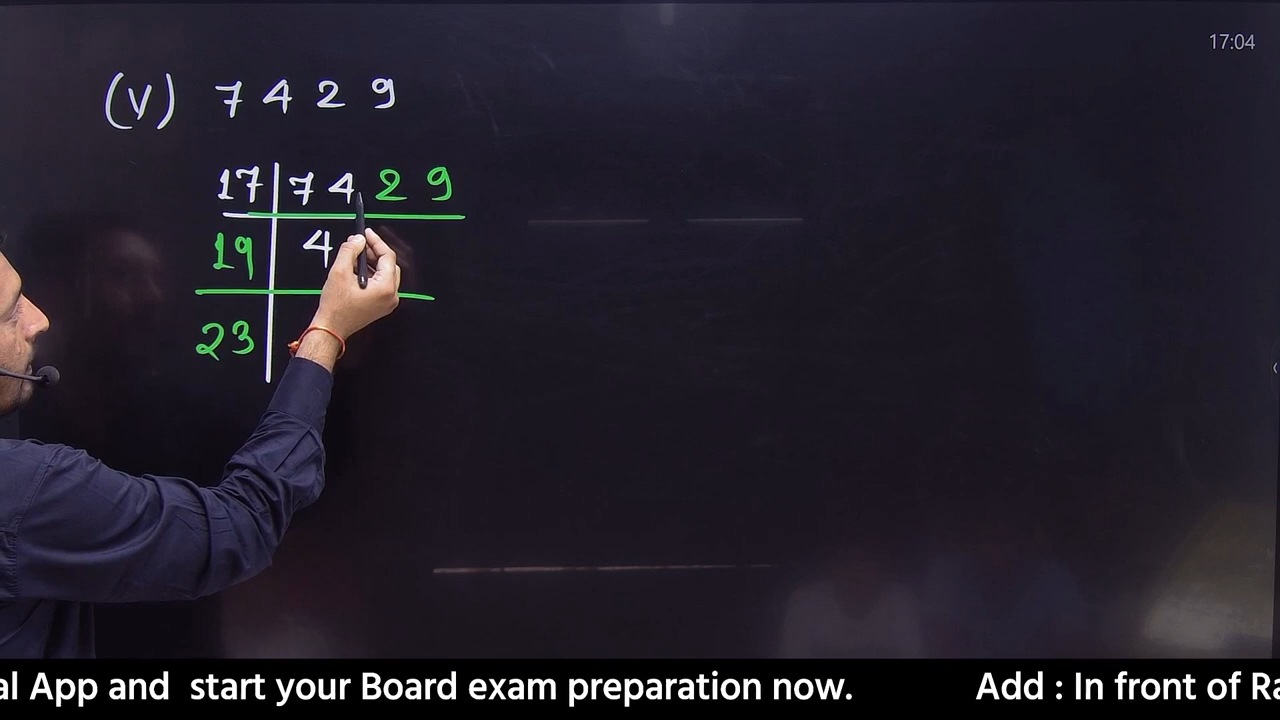 17:04
(v) 7 4 2 9
17 | 7 4 2 9
19 | 4
23 |
al App and start your Board exam preparation now. Add : In front of Ra